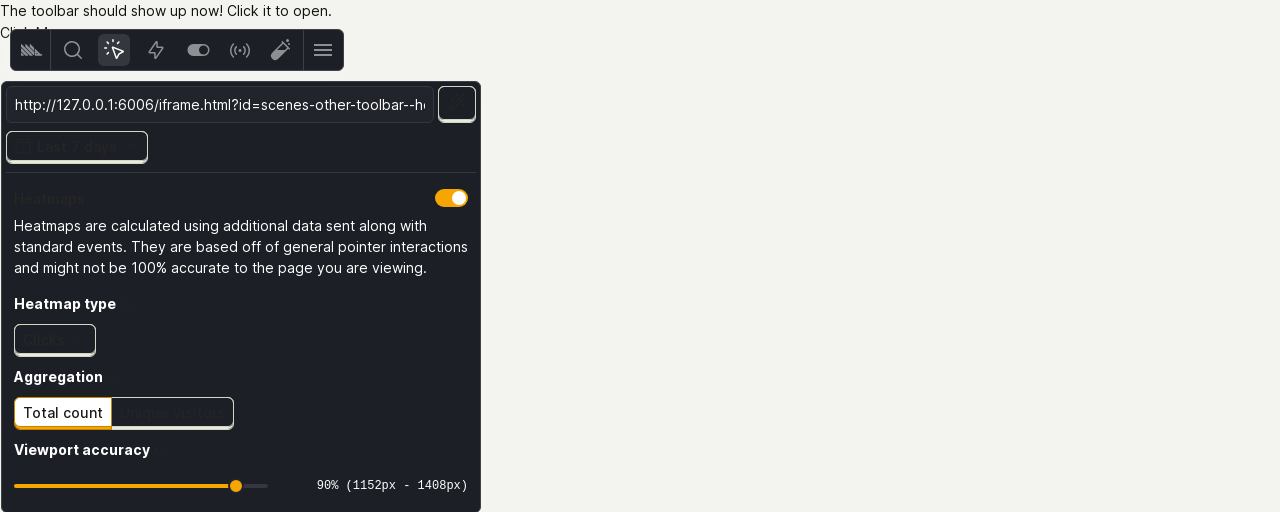 The toolbar should show up now! Click it to open.
http://127.0.0.1:6006/iframe.html?id=scenes-other-toolbar--h
Last 7 days
Heatmaps
Heatmaps are calculated using additional data sent along with
standard events. They are based off of general pointer interactions
and might not be 100% accurate to the page you are viewing.
Heatmap type
Clicks
Aggregation
Total count Unique visitors
Viewport accuracy
90% (1152px - 1408px)